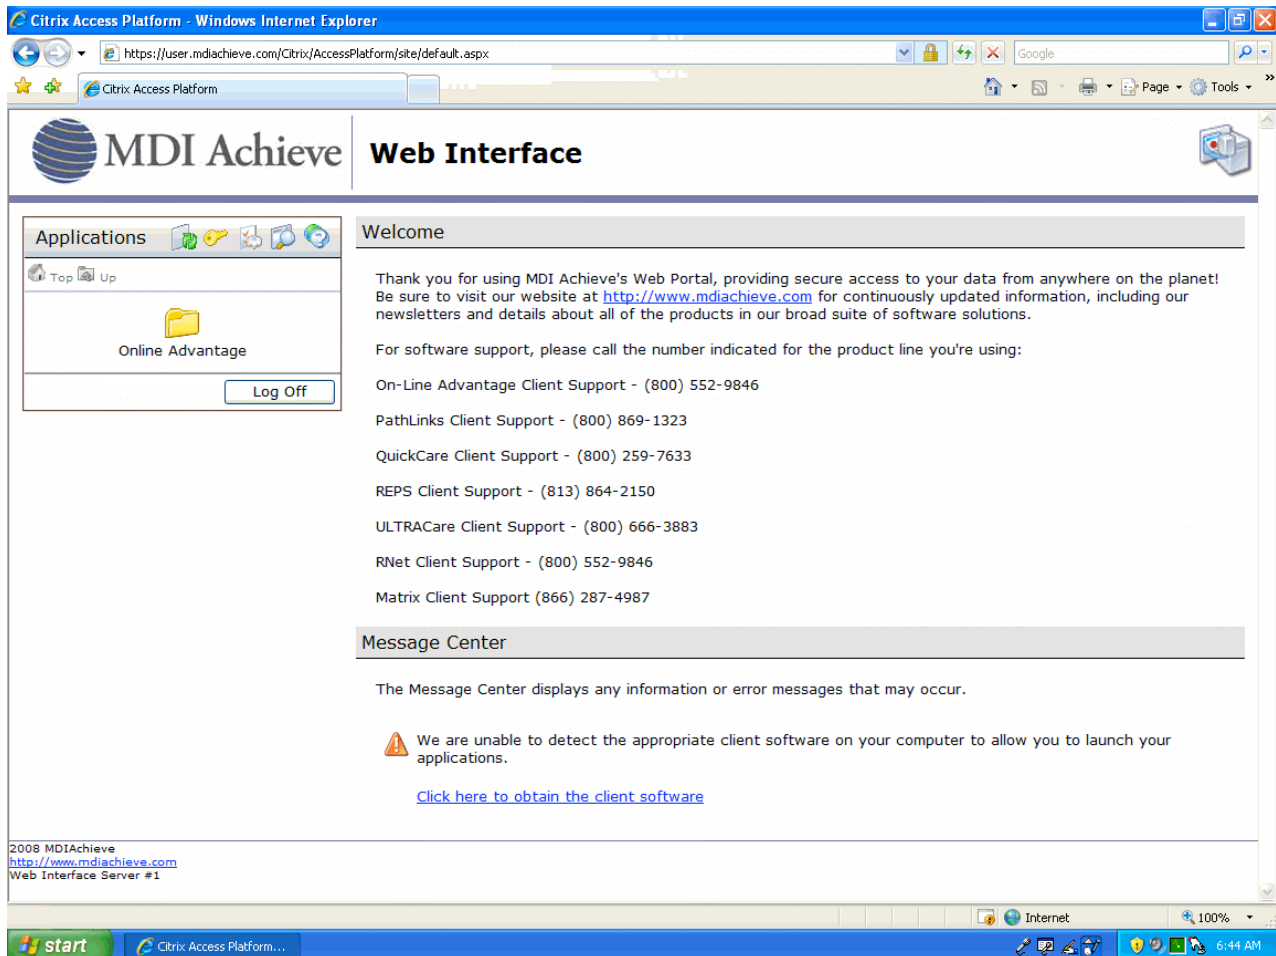 Citrix Access Platform - Windows Internet Explorer
https://user.mdiachieve.com/Citrix/AccessPlatform/site/default.aspx
Google
Citrix Access Platform
Page
Tools
»
MDI Achieve
Web Interface
Applications
Top Up
Online Advantage
Log Off
Welcome
Thank you for using MDI Achieve's Web Portal, providing secure access to your data from anywhere on the planet!
Be sure to visit our website at http://www.mdiachieve.com for continuously updated information, including our
newsletters and details about all of the products in our broad suite of software solutions.
For software support, please call the number indicated for the product line you're using:
On-Line Advantage Client Support - (800) 552-9846
PathLinks Client Support - (800) 869-1323
QuickCare Client Support - (800) 259-7633
REPS Client Support - (813) 864-2150
ULTRACare Client Support - (800) 666-3883
RNet Client Support - (800) 552-9846
Matrix Client Support (866) 287-4987
Message Center
The Message Center displays any information or error messages that may occur.
We are unable to detect the appropriate client software on your computer to allow you to launch your
applications.
Click here to obtain the client software
2008 MDIAchieve
http://www.mdiachieve.com
Web Interface Server #1
Internet
100%
start
Citrix Access Platform...
6:44 AM